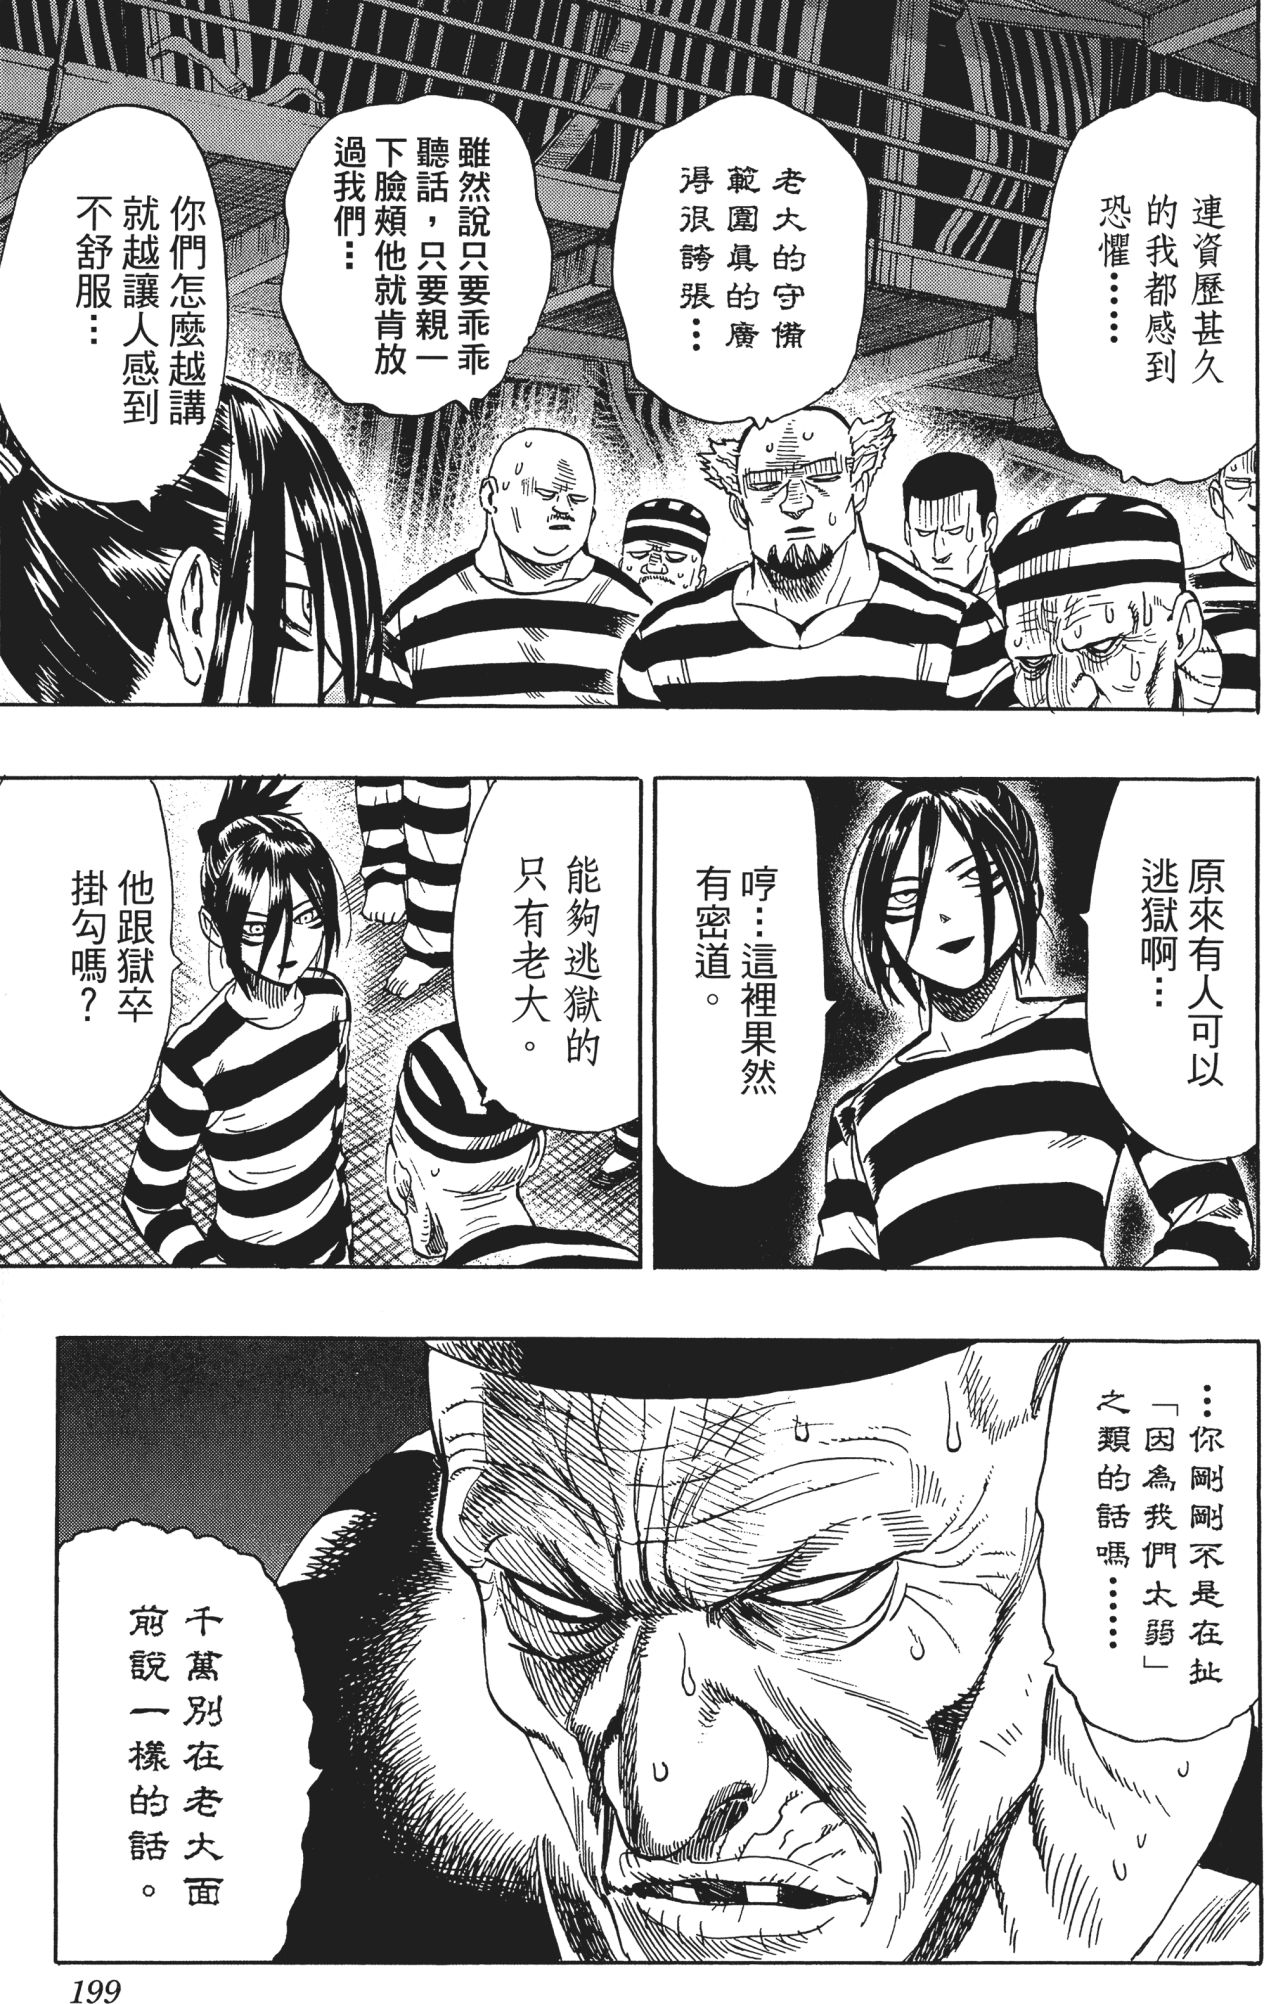 連資歷甚久
的我都感到
恐懼……
老大的守備
範圍真的廣
得很誇張…
雖然說只要乖乖
聽話，只要親一
下臉頰他就肯放
過我們…
你們怎麼越講
就越讓人感到
不舒服…
原來有人可以
逃獄啊…
哼…這裡果然
有密道。
能夠逃獄的
只有老大。
他跟獄卒
掛勾嗎？
…你剛剛不是在扯
「因為我們太弱」
之類的話嗎……
千萬別在老大面
前說一樣的話。
199